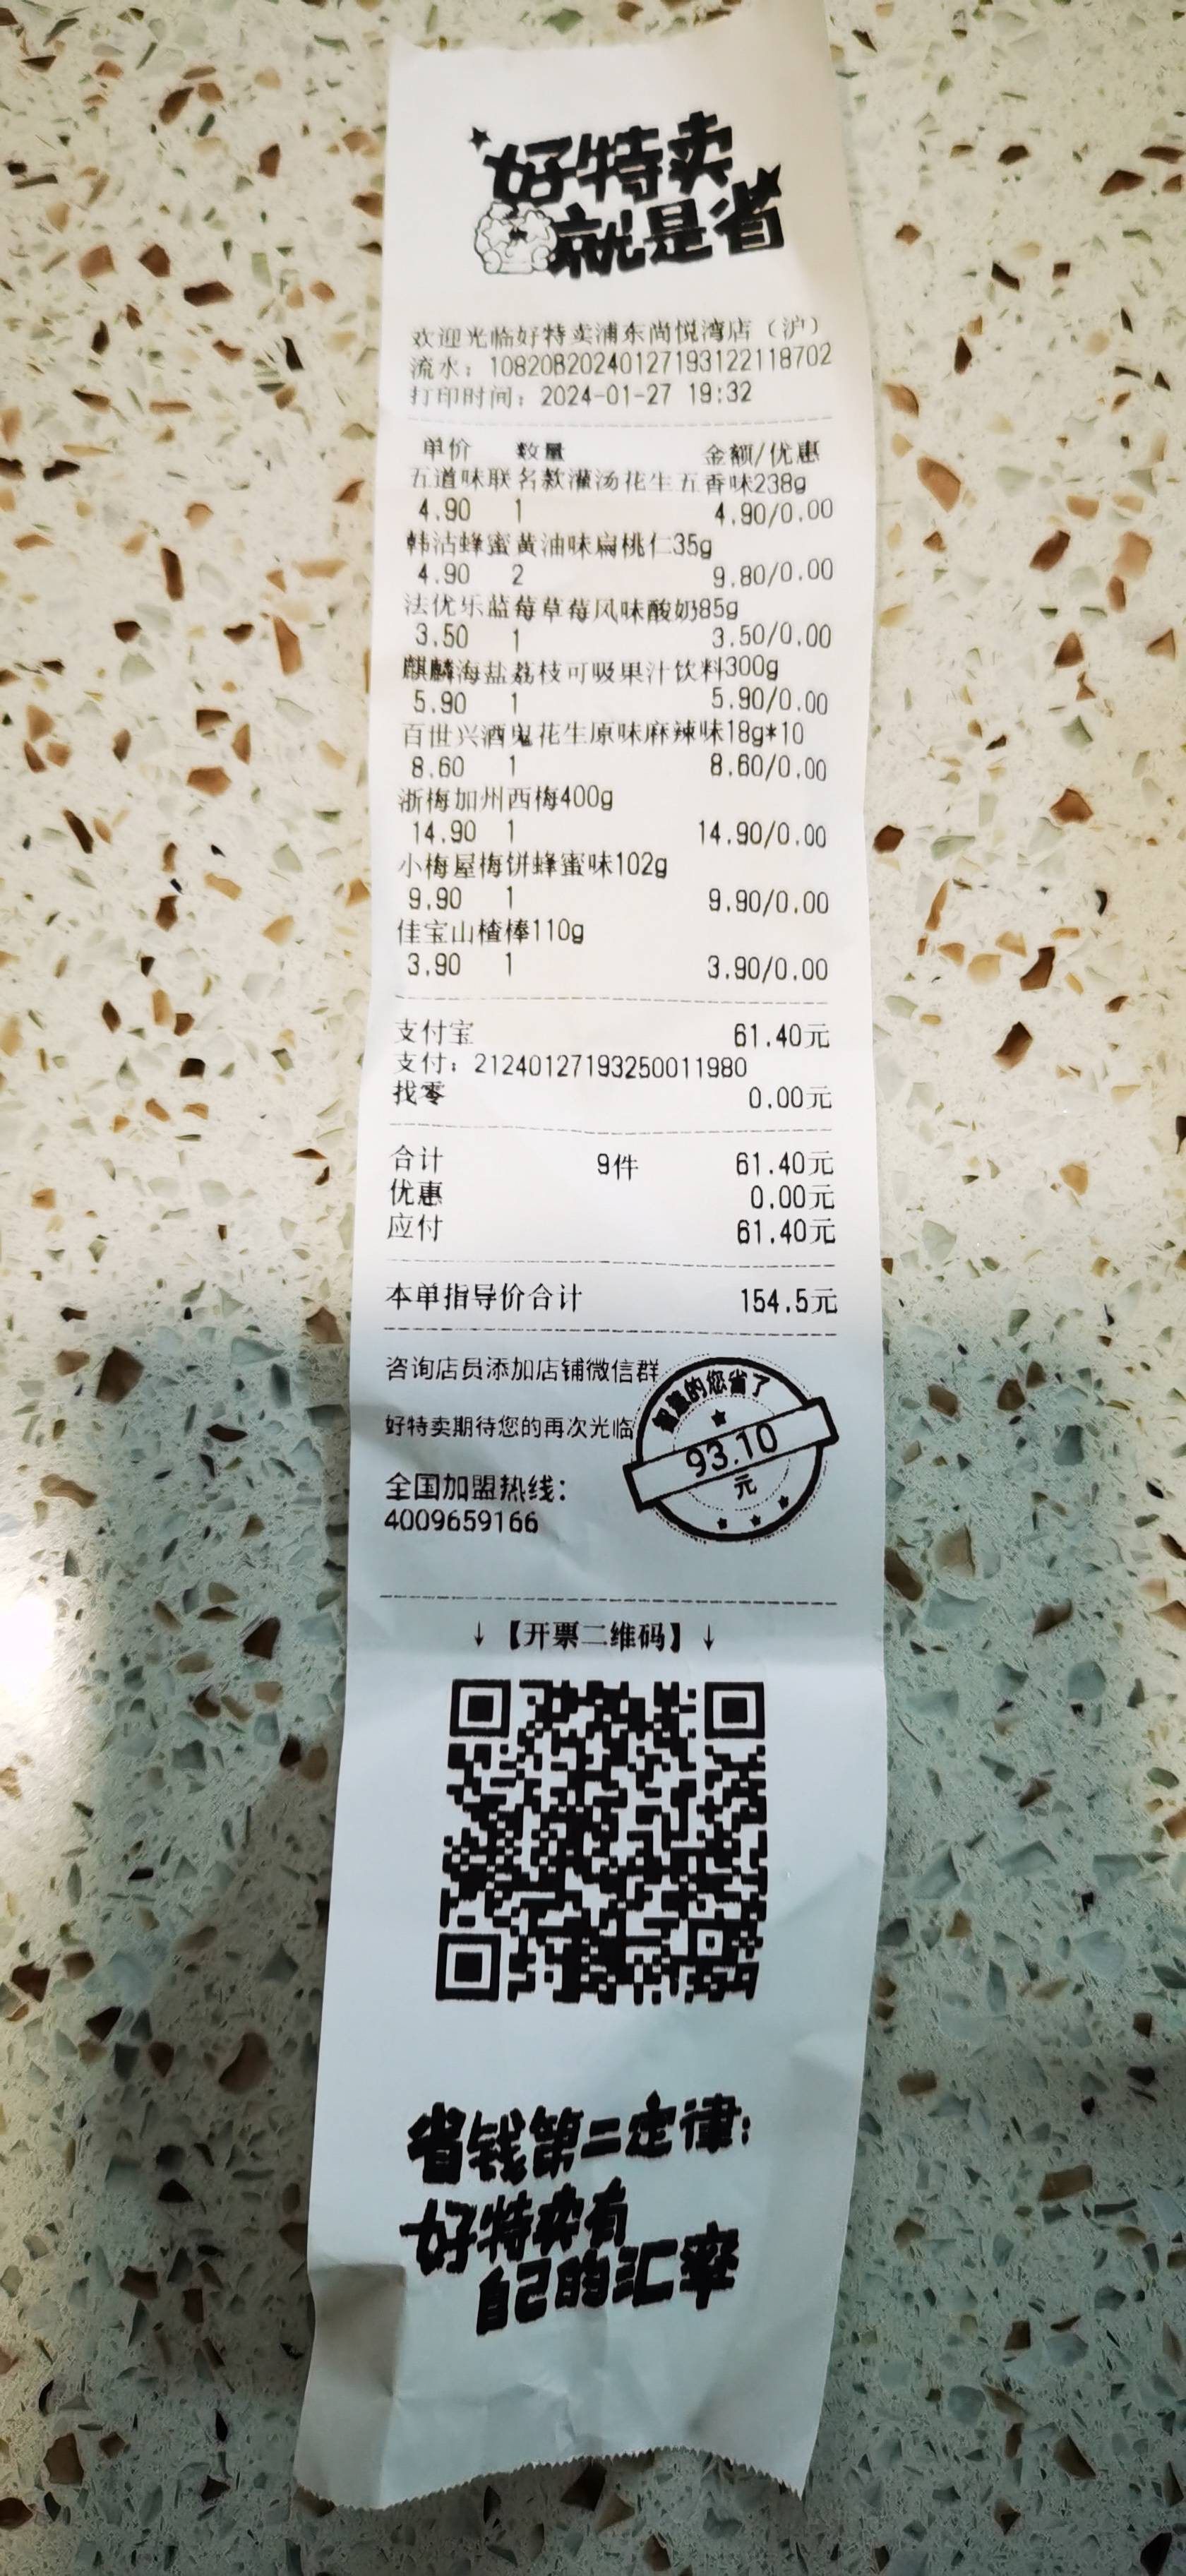 好特卖
就是省
欢迎光临好特卖浦东尚悦湾店（沪）
流水：10820820240127193122118702
打印时间：2024-01-27 19:32
单价 数量 金额/优惠
五道味联名款灌汤花生五香味238g
4.90 1 4.90/0.00
韩沾蜂蜜黄油味扁桃仁35g
4.90 2 9.80/0.00
法优乐蓝莓草莓风味酸奶85g
3.50 1 3.50/0.00
麒麟海盐荔枝可吸果汁饮料300g
5.90 1 5.90/0.00
百世兴酒鬼花生原味麻辣味18g*10
8.60 1 8.60/0.00
浙梅加州西梅400g
14.90 1 14.90/0.00
小梅屋梅饼蜂蜜味102g
9.90 1 9.90/0.00
佳宝山楂棒110g
3.90 1 3.90/0.00
支付宝 61.40元
支付：21240127193250011980
找零 0.00元
合计 9件 61.40元
优惠 0.00元
应付 61.40元
本单指导价合计 154.5元
咨询店员添加店铺微信群
的您省了
好特卖期待您的再次光临
93.10
元
全国加盟热线：
4009659166
↓【开票二维码】↓
省钱第二定律：
好特卖有
自己的汇率